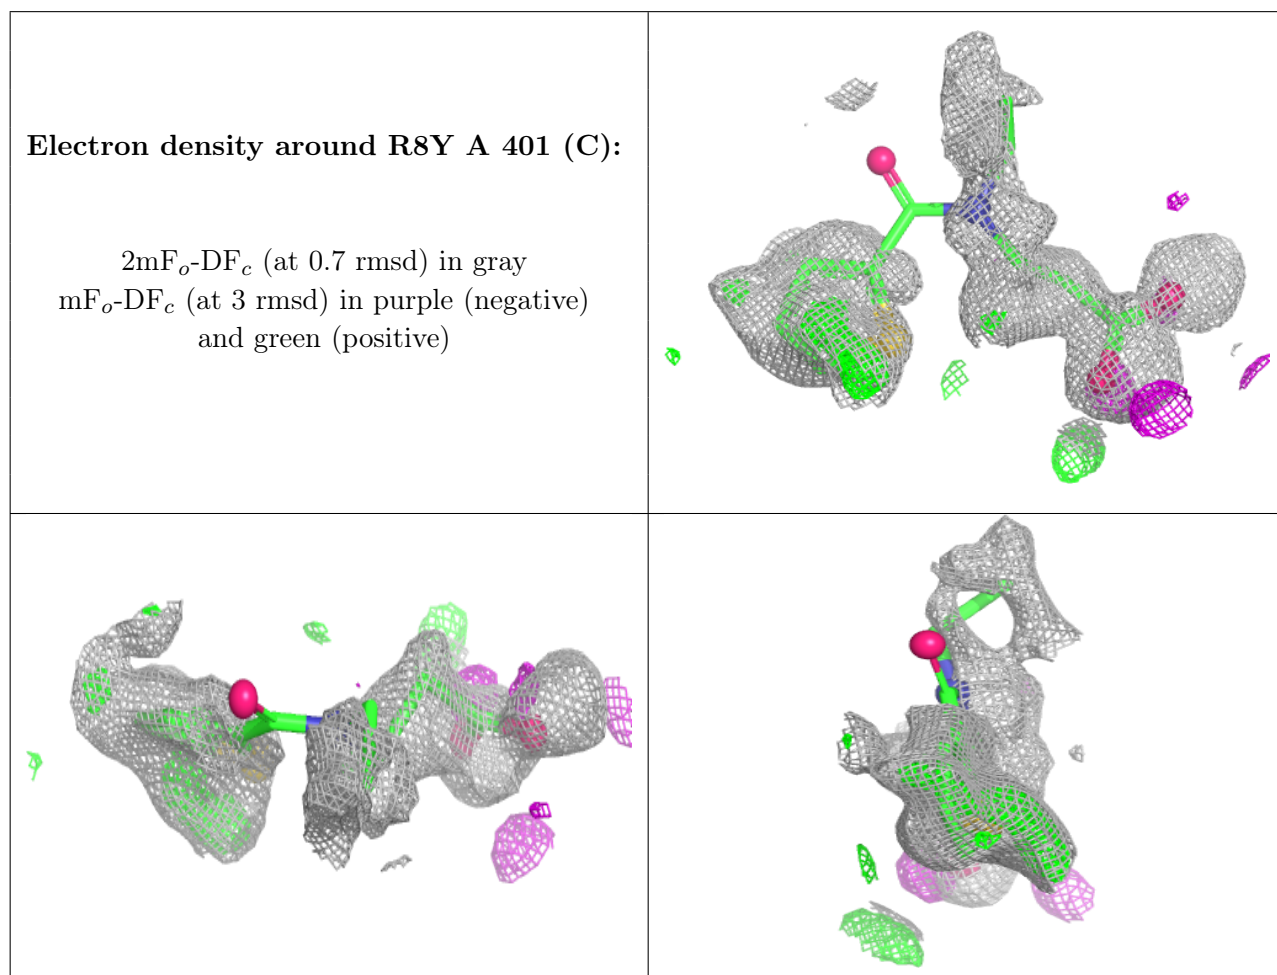 Electron density around R8Y A 401 (C):
2mFo-DFc (at 0.7 rmsd) in gray
mFo-DFc (at 3 rmsd) in purple (negative)
and green (positive)